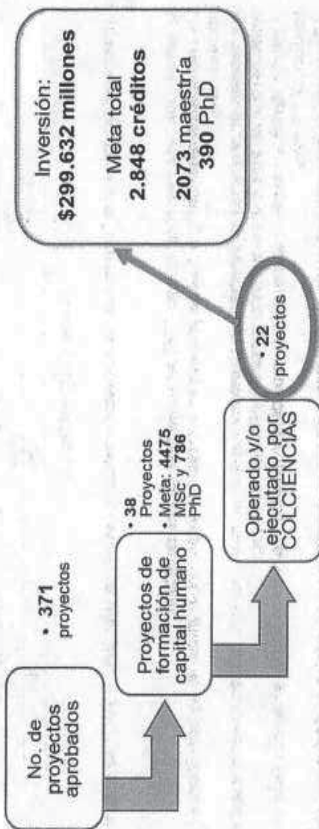 No. de
proyectos
aprobados
• 371
proyectos
Proyectos de
formación de
capital humano
• 38
Proyectos
• Meta: 4475
MSc y 786
PhD
Operado y/o
ejecutado por
COLCIENCIAS
• 22
proyectos
Inversión:
$299.632 millones
Meta total
2.848 créditos
2073 maestría
390 PhD